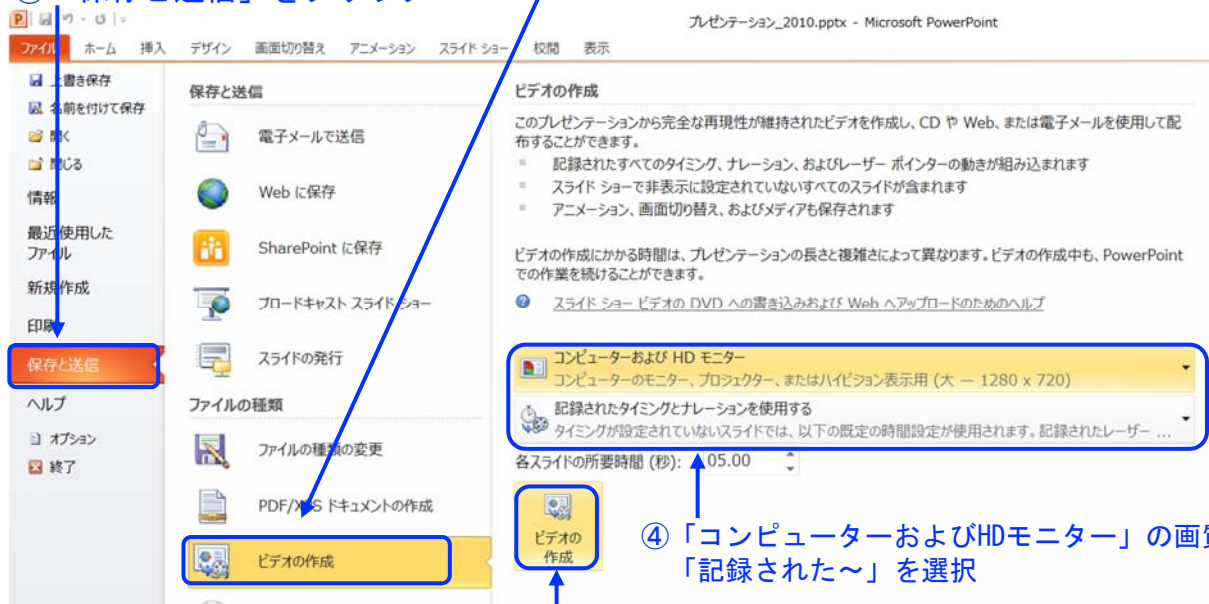 「保存と送信」をクリック
プレゼンテーション_2010.pptx - Microsoft PowerPoint
ファイル ホーム 挿入 デザイン 画面切り替え アニメーション スライド ショー 校閲 表示
上書き保存
名前を付けて保存
開く
閉じる
情報
最近使用した
ファイル
新規作成
印刷
保存と送信
ヘルプ
オプション
終了
保存と送信
電子メールで送信
Web に保存
SharePoint に保存
ブロードキャスト スライド ショー
スライドの発行
ファイルの種類
ファイルの種類の変更
PDF/XPS ドキュメントの作成
ビデオの作成
ビデオの作成
このプレゼンテーションから完全な再現性が維持されたビデオを作成し、CD や Web、または電子メールを使用して配
布することができます。
記録されたすべてのタイミング、ナレーション、およびレーザー ポインターの動きが組み込まれます
スライド ショーで非表示に設定されていないすべてのスライドが含まれます
アニメーション、画面切り替え、およびメディアも保存されます
ビデオの作成にかかる時間は、プレゼンテーションの長さと複雑さによって異なります。ビデオの作成中も、PowerPoint
での作業を続けることができます。
スライド ショー ビデオの DVD への書き込みおよび Web へアップロードのためのヘルプ
コンピューターおよび HD モニター
コンピューターのモニター、プロジェクター、またはハイビジョン表示用 (大 — 1280 x 720)
記録されたタイミングとナレーションを使用する
タイミングが設定されていないスライドでは、以下の既定の時間設定が使用されます。記録されたレーザー ...
各スライドの所要時間 (秒): 05.00
ビデオの
作成
④「コンピューターおよびHDモニター」の画質
「記録された～」を選択